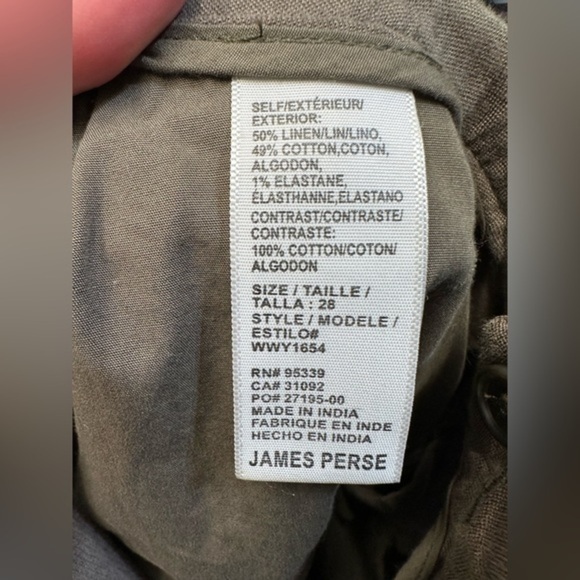 SELF/EXTÉRIEUR/
EXTERIOR:
50% LINEN/LIN/LINO,
49% COTTON,COTON,
ALGODON,
1% ELASTANE,
ÉLASTHANNE,ELASTANO
CONTRAST/CONTRASTE/
CONTRASTE:
100% COTTON/COTON/
ALGODON
SIZE / TAILLE /
TALLA : 28
STYLE / MODELE /
ESTILO#
WWY1654
RN# 95339
CA# 31092
PO# 27195-00
MADE IN INDIA
FABRIQUE EN INDE
HECHO EN INDIA
JAMES PERSE